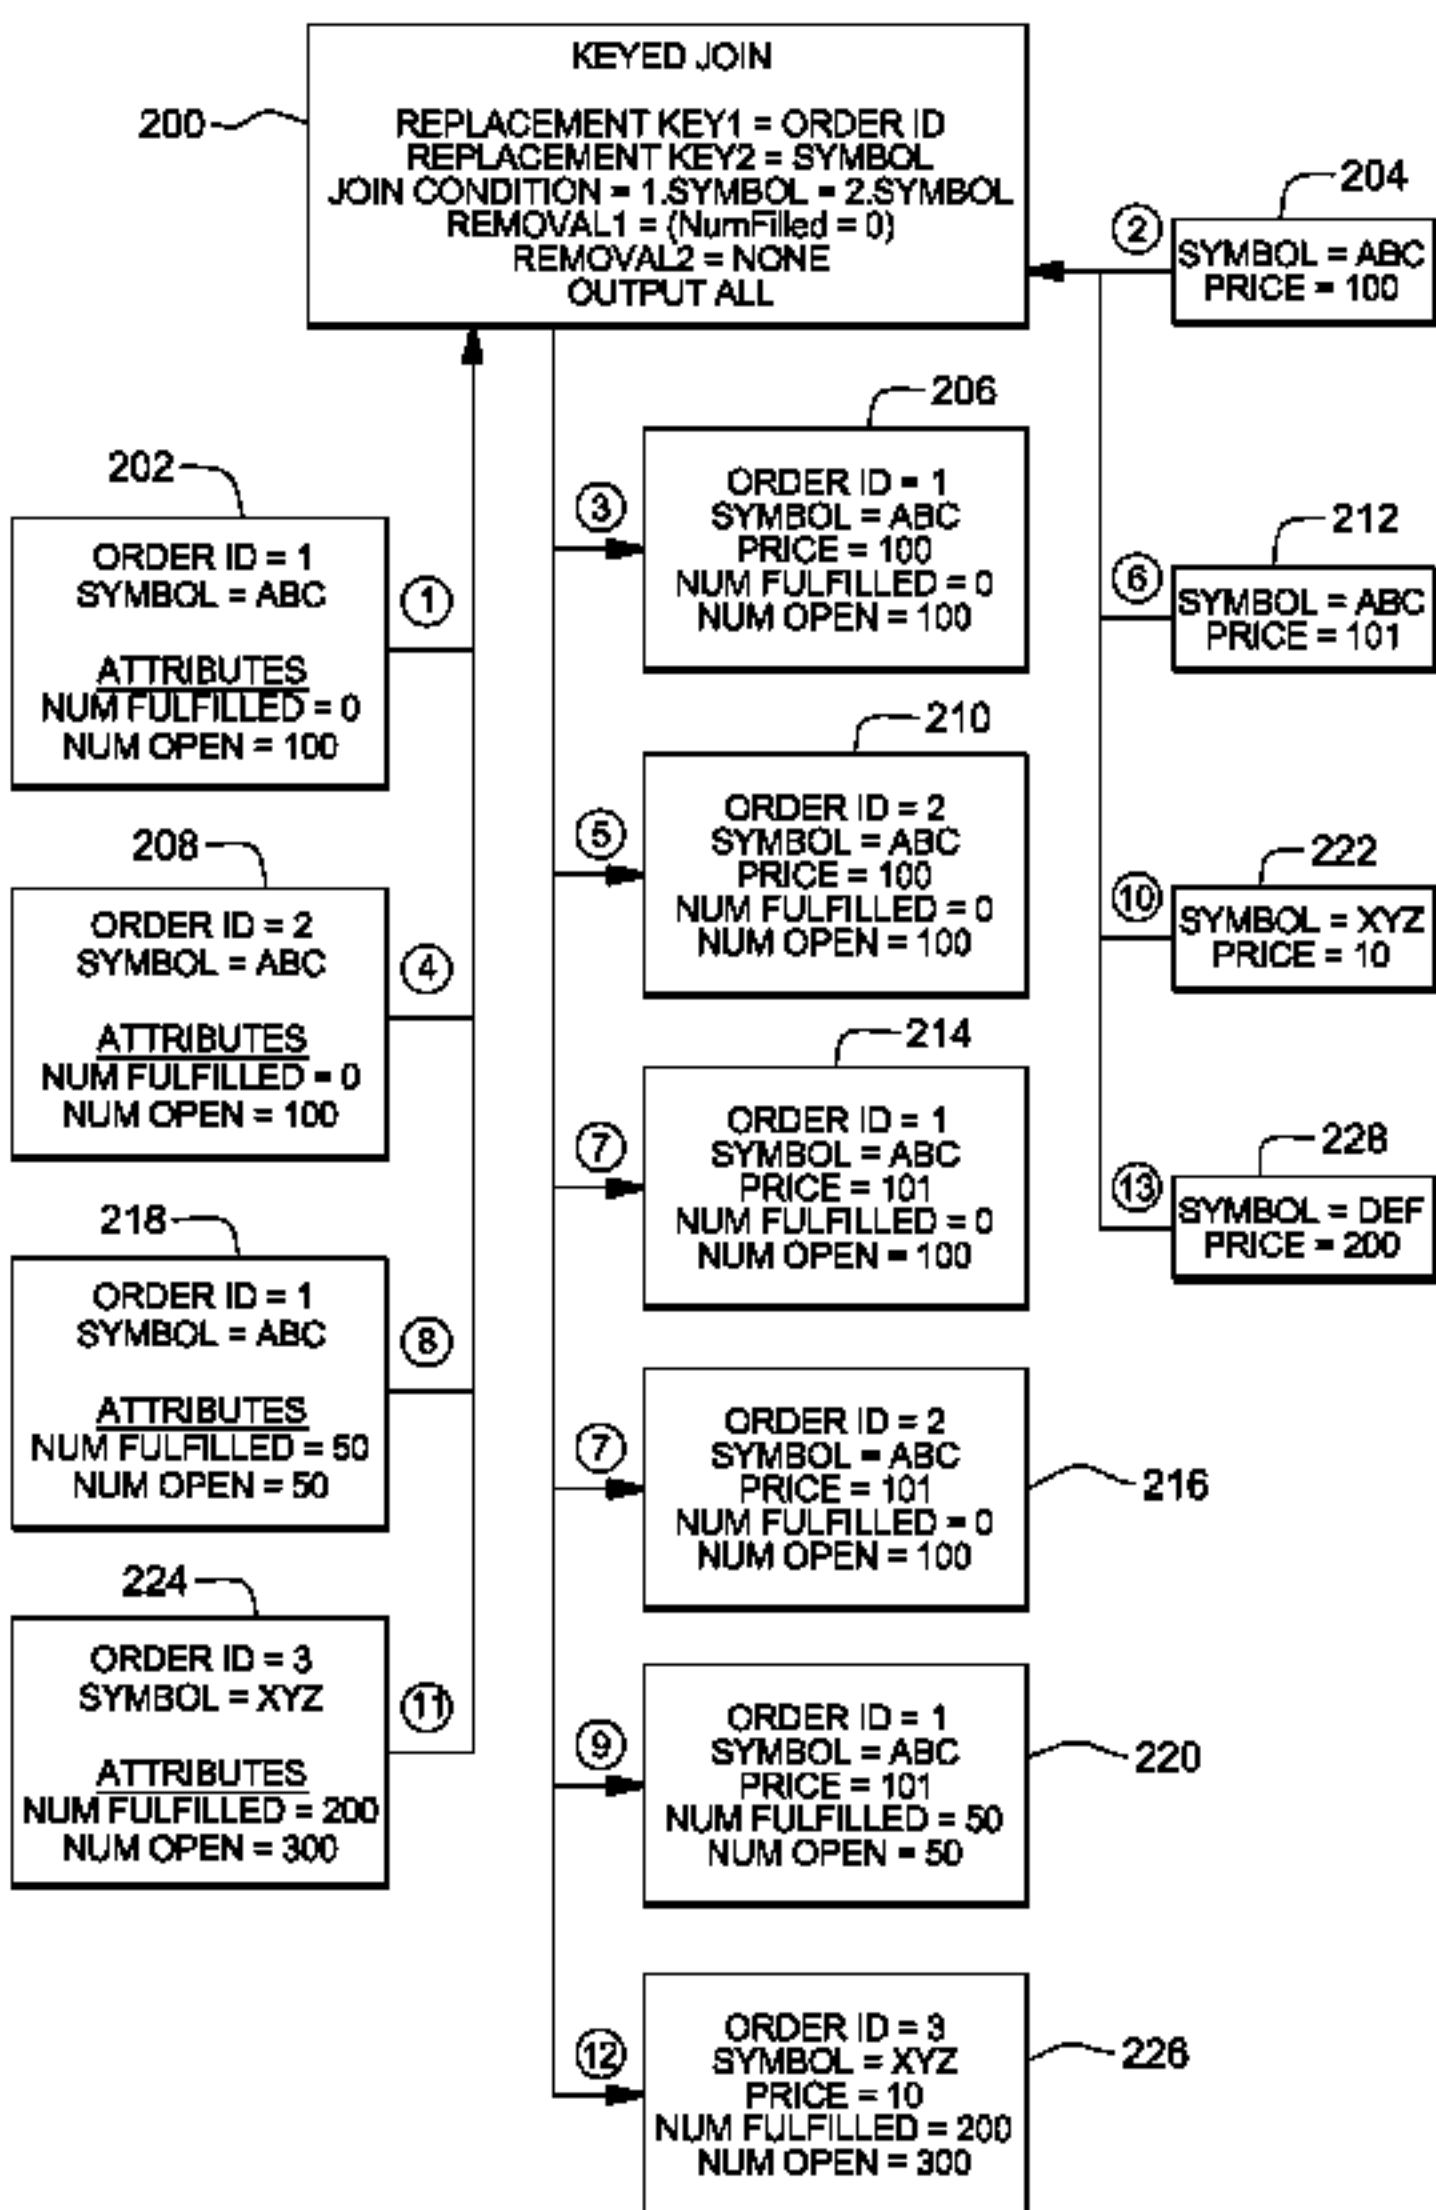 KEYED JOIN
200
REPLACEMENT KEY1 = ORDER ID
REPLACEMENT KEY2 = SYMBOL
JOIN CONDITION = 1.SYMBOL = 2.SYMBOL
REMOVAL1 = (NumFilled = 0)
REMOVAL2 = NONE
OUTPUT ALL
202
ORDER ID = 1
SYMBOL = ABC
ATTRIBUTES
NUM FULFILLED = 0
NUM OPEN = 100
1
208
ORDER ID = 2
SYMBOL = ABC
ATTRIBUTES
NUM FULFILLED = 0
NUM OPEN = 100
4
218
ORDER ID = 1
SYMBOL = ABC
ATTRIBUTES
NUM FULFILLED = 50
NUM OPEN = 50
8
224
ORDER ID = 3
SYMBOL = XYZ
ATTRIBUTES
NUM FULFILLED = 200
NUM OPEN = 300
11
206
3
ORDER ID = 1
SYMBOL = ABC
PRICE = 100
NUM FULFILLED = 0
NUM OPEN = 100
210
5
ORDER ID = 2
SYMBOL = ABC
PRICE = 100
NUM FULFILLED = 0
NUM OPEN = 100
214
7
ORDER ID = 1
SYMBOL = ABC
PRICE = 101
NUM FULFILLED = 0
NUM OPEN = 100
7
ORDER ID = 2
SYMBOL = ABC
PRICE = 101
NUM FULFILLED = 0
NUM OPEN = 100
216
9
ORDER ID = 1
SYMBOL = ABC
PRICE = 101
NUM FULFILLED = 50
NUM OPEN = 50
220
12
ORDER ID = 3
SYMBOL = XYZ
PRICE = 10
NUM FULFILLED = 200
NUM OPEN = 300
226
204
2
SYMBOL = ABC
PRICE = 100
212
6
SYMBOL = ABC
PRICE = 101
222
10
SYMBOL = XYZ
PRICE = 10
228
13
SYMBOL = DEF
PRICE = 200